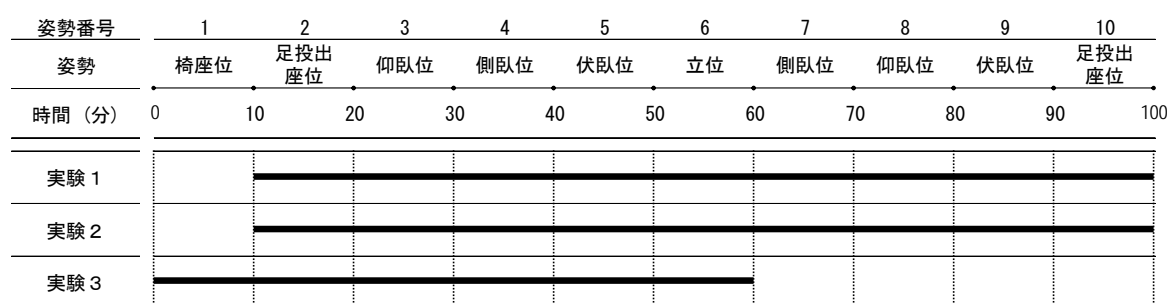 姿勢番号 1 2 3 4 5 6 7 8 9 10
姿勢 椅座位 足投出座位 仰臥位 側臥位 伏臥位 立位 側臥位 仰臥位 伏臥位 足投出座位
時間（分） 0 10 20 30 40 50 60 70 80 90 100
実験１
実験２
実験３